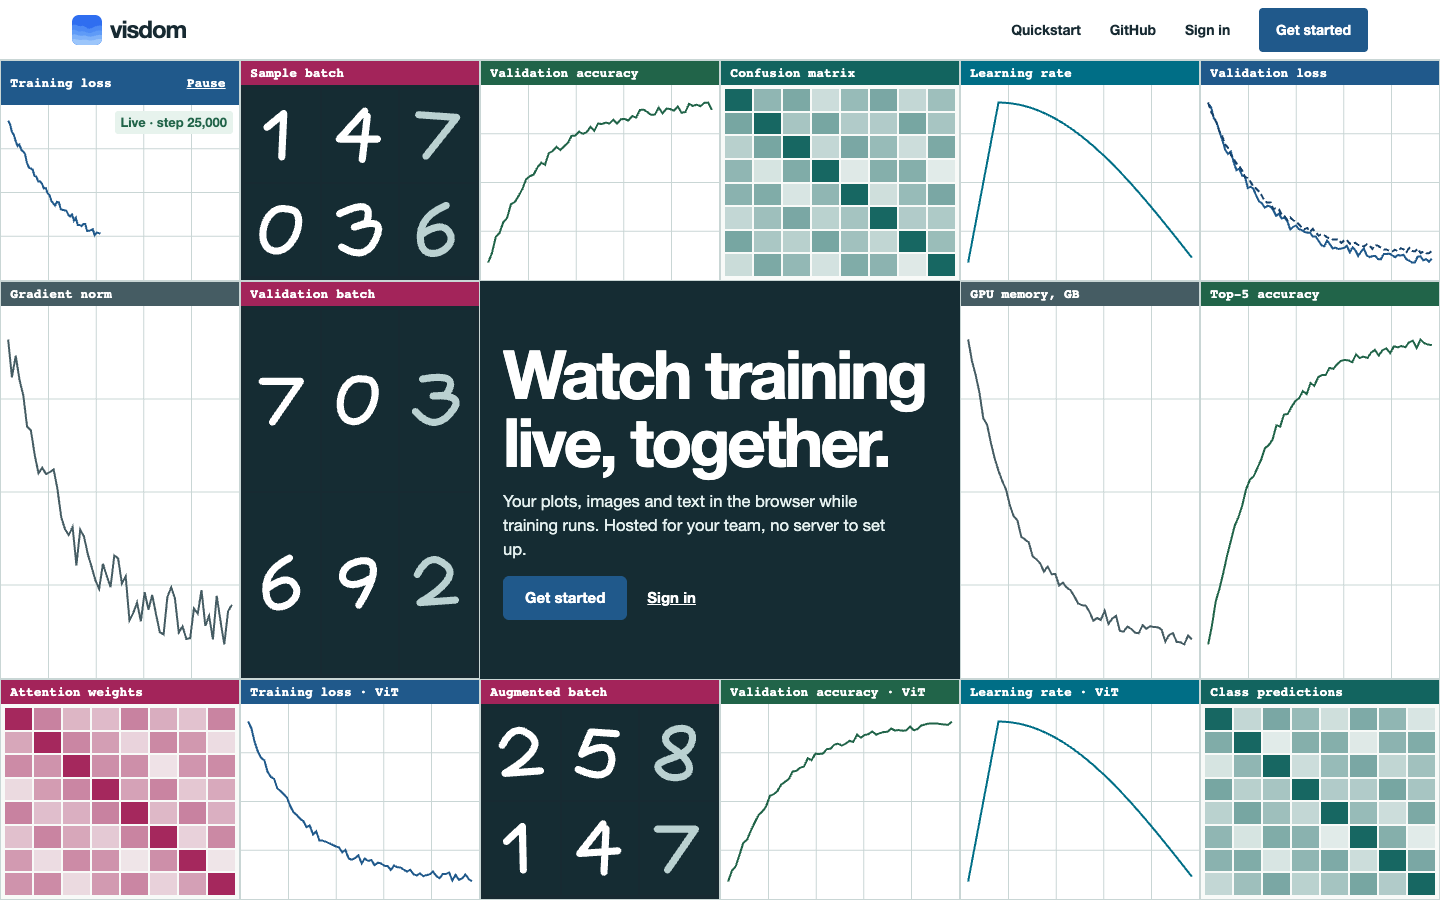 visdom
Quickstart
GitHub
Sign in
Get started
Training loss
Pause
Live · step 25,000
Sample batch
1 4 7
0 3 6
Validation accuracy
Confusion matrix
Learning rate
Validation loss
Gradient norm
Validation batch
7 0 3
6 9 2
Watch training
live, together.
Your plots, images and text in the browser while
training runs. Hosted for your team, no server to set
up.
Get started
Sign in
GPU memory, GB
Top-5 accuracy
Attention weights
Training loss · ViT
Augmented batch
2 5 8
1 4 7
Validation accuracy · ViT
Learning rate · ViT
Class predictions